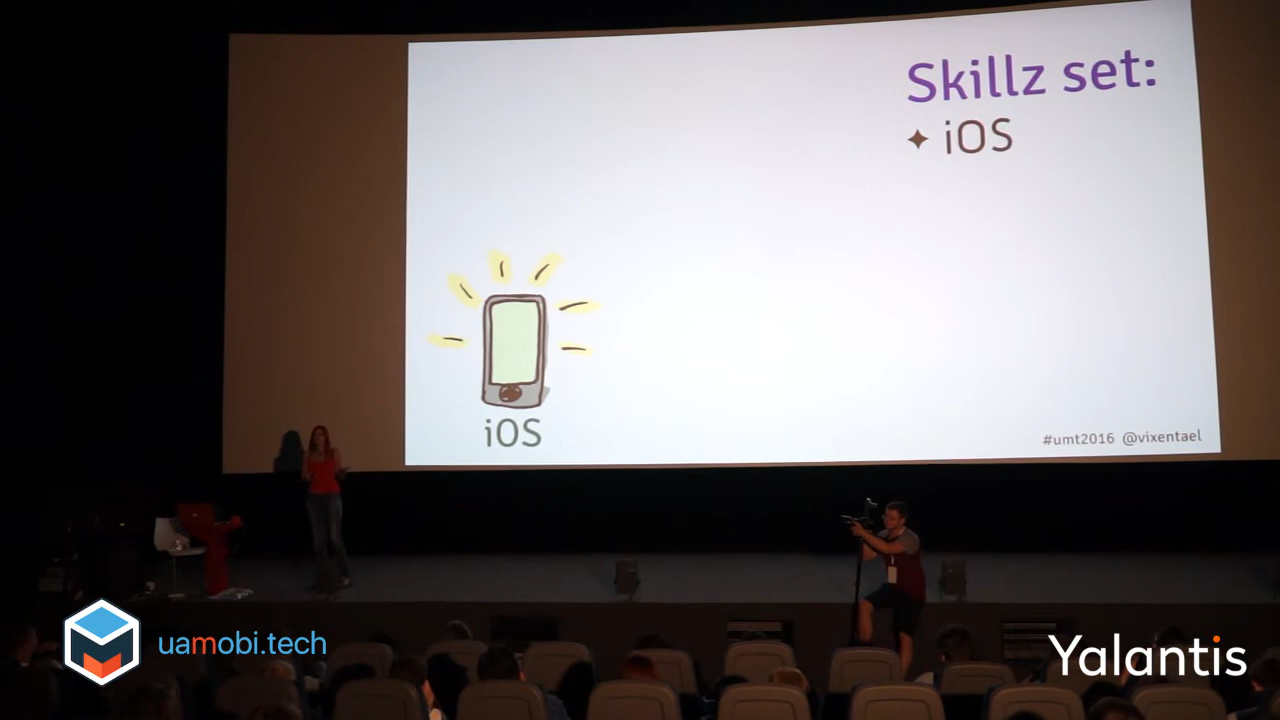 Skillz set:
✦ iOS
iOS
#umt2016 @vixentael
uamobi.tech
Yalantis